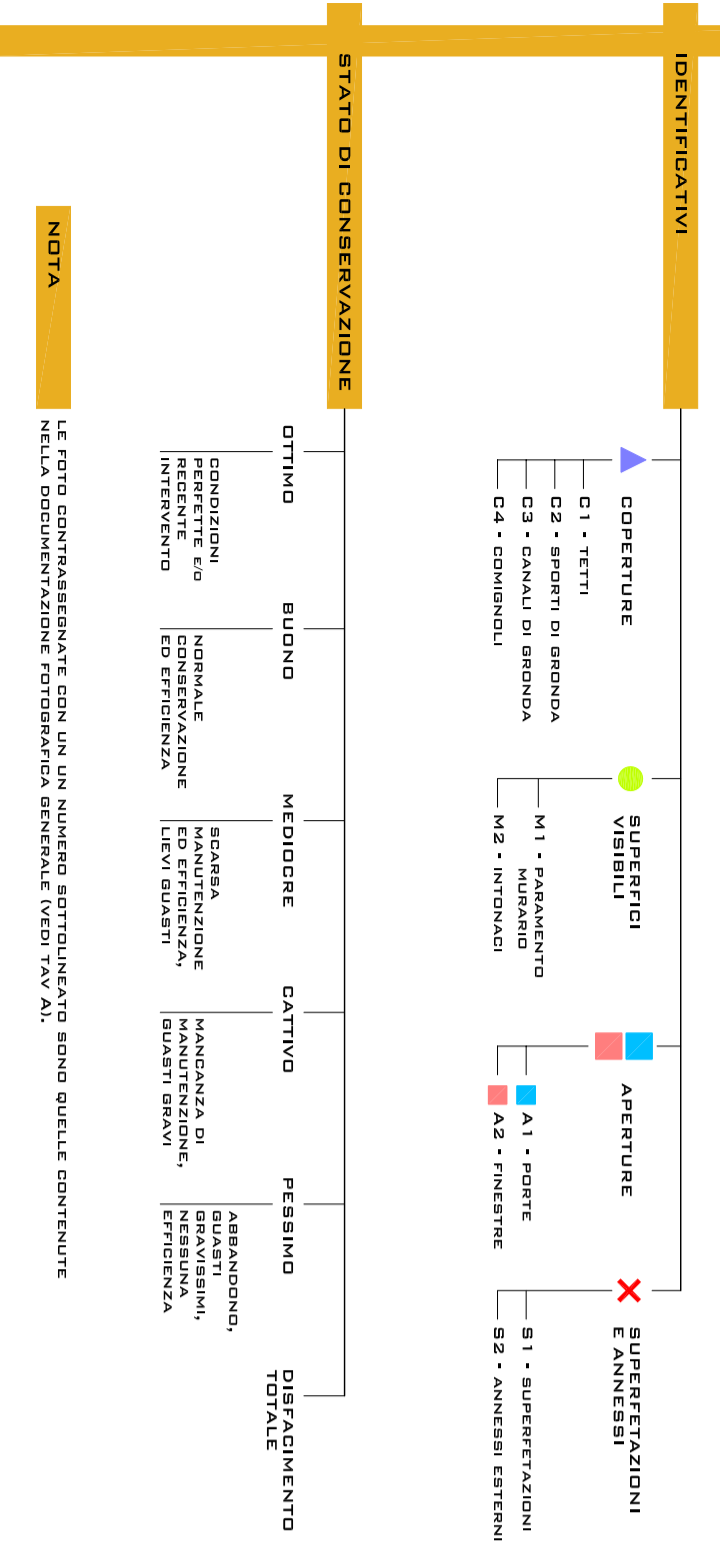 IDENTIFICATIVI
COPERTURE
C1 - TETTI
C2 - SPORTI DI GRONDA
C3 - CANALI DI GRONDA
C4 - COMIGNOLI
SUPERFICI
VISIBILI
M1 - PARAMENTO
MURARIO
M2 - INTONACI
APERTURE
A1 - PORTE
A2 - FINESTRE
SUPERFETAZIONI
E ANNESSI
S1 - SUPERFETAZIONI
S2 - ANNESSI ESTERNI
STATO DI CONSERVAZIONE
OTTIMO
CONDIZIONI
PERFETTE E/O
RECENTE
INTERVENTO
BUONO
NORMALE
CONSERVAZIONE
ED EFFICIENZA
MEDIOCRE
SCARSA
MANUTENZIONE
ED EFFICIENZA,
LIEVI GUASTI
CATTIVO
MANCANZA DI
MANUTENZIONE,
GUASTI GRAVI
PESSIMO
ABBANDONO,
GUASTI
GRAVISSIMI,
NESSUNA
EFFICIENZA
DISFACIMENTO
TOTALE
NOTA
LE FOTO CONTRASSEGNATE CON UN UN NUMERO SOTTOLINEATO SONO QUELLE CONTENUTE
NELLA DOCUMENTAZIONE FOTOGRAFICA GENERALE (VEDI TAV A).